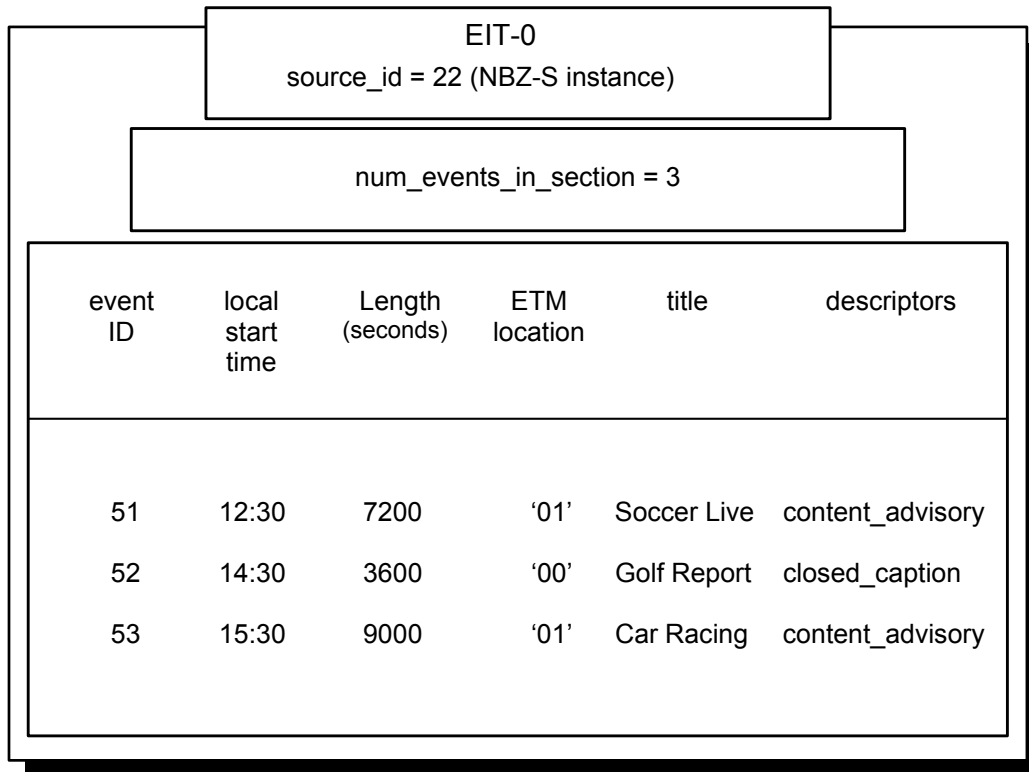 EIT-0
source_id = 22 (NBZ-S instance)
num_events_in_section = 3
event ID local start time Length (seconds) ETM location title descriptors
51 12:30 7200 ‘01’ Soccer Live content_advisory
52 14:30 3600 ‘00’ Golf Report closed_caption
53 15:30 9000 ‘01’ Car Racing content_advisory